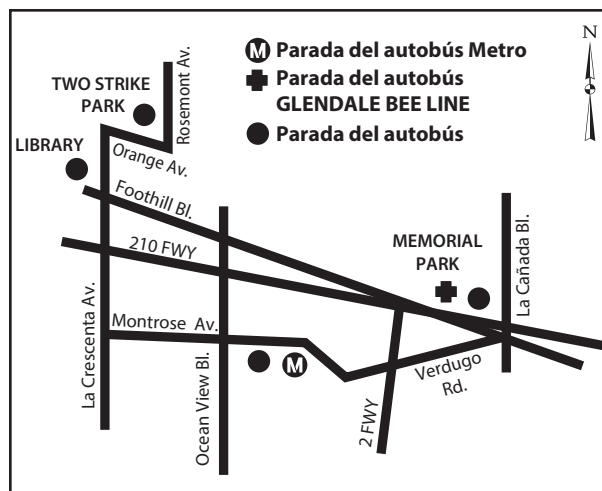 N
M Parada del autobús Metro
Parada del autobús
GLENDALE BEE LINE
Parada del autobús
TWO STRIKE
PARK
Rosemont Av.
LIBRARY
Orange Av.
Foothill Bl.
210 FWY
MEMORIAL
PARK
La Cañada Bl.
La Crescenta Av.
Montrose Av.
Ocean View Bl.
M
2 FWY
Verdugo
Rd.